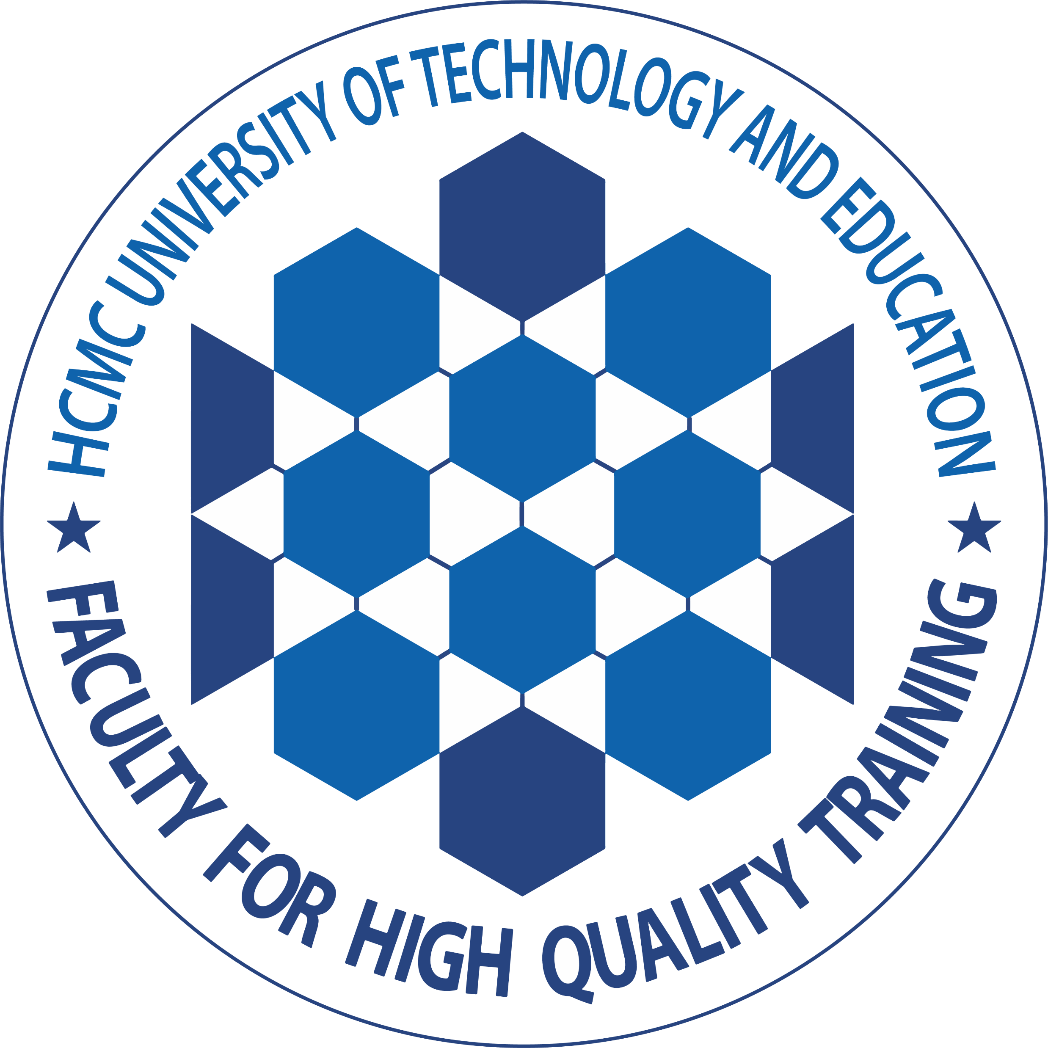 HCMC UNIVERSITY OF TECHNOLOGY AND EDUCATION
FACULTY FOR HIGH QUALITY TRAINING